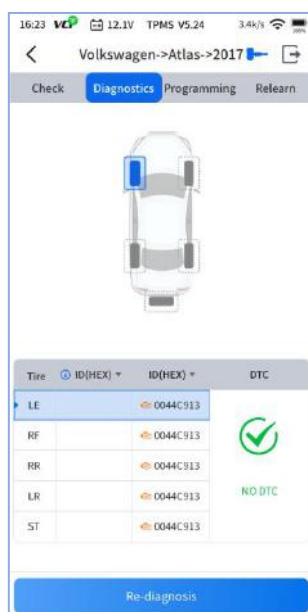 16:23 VCI 12.1V TPMS V5.24 3.4k/s
Volkswagen->Atlas->2017
Check Diagnostics Programming Relearn
Tire ID(HEX) ID(HEX) DTC
LE 0044C913
RF 0044C913
RR 0044C913
LR 0044C913
ST 0044C913
NO DTC
Re-diagnosis